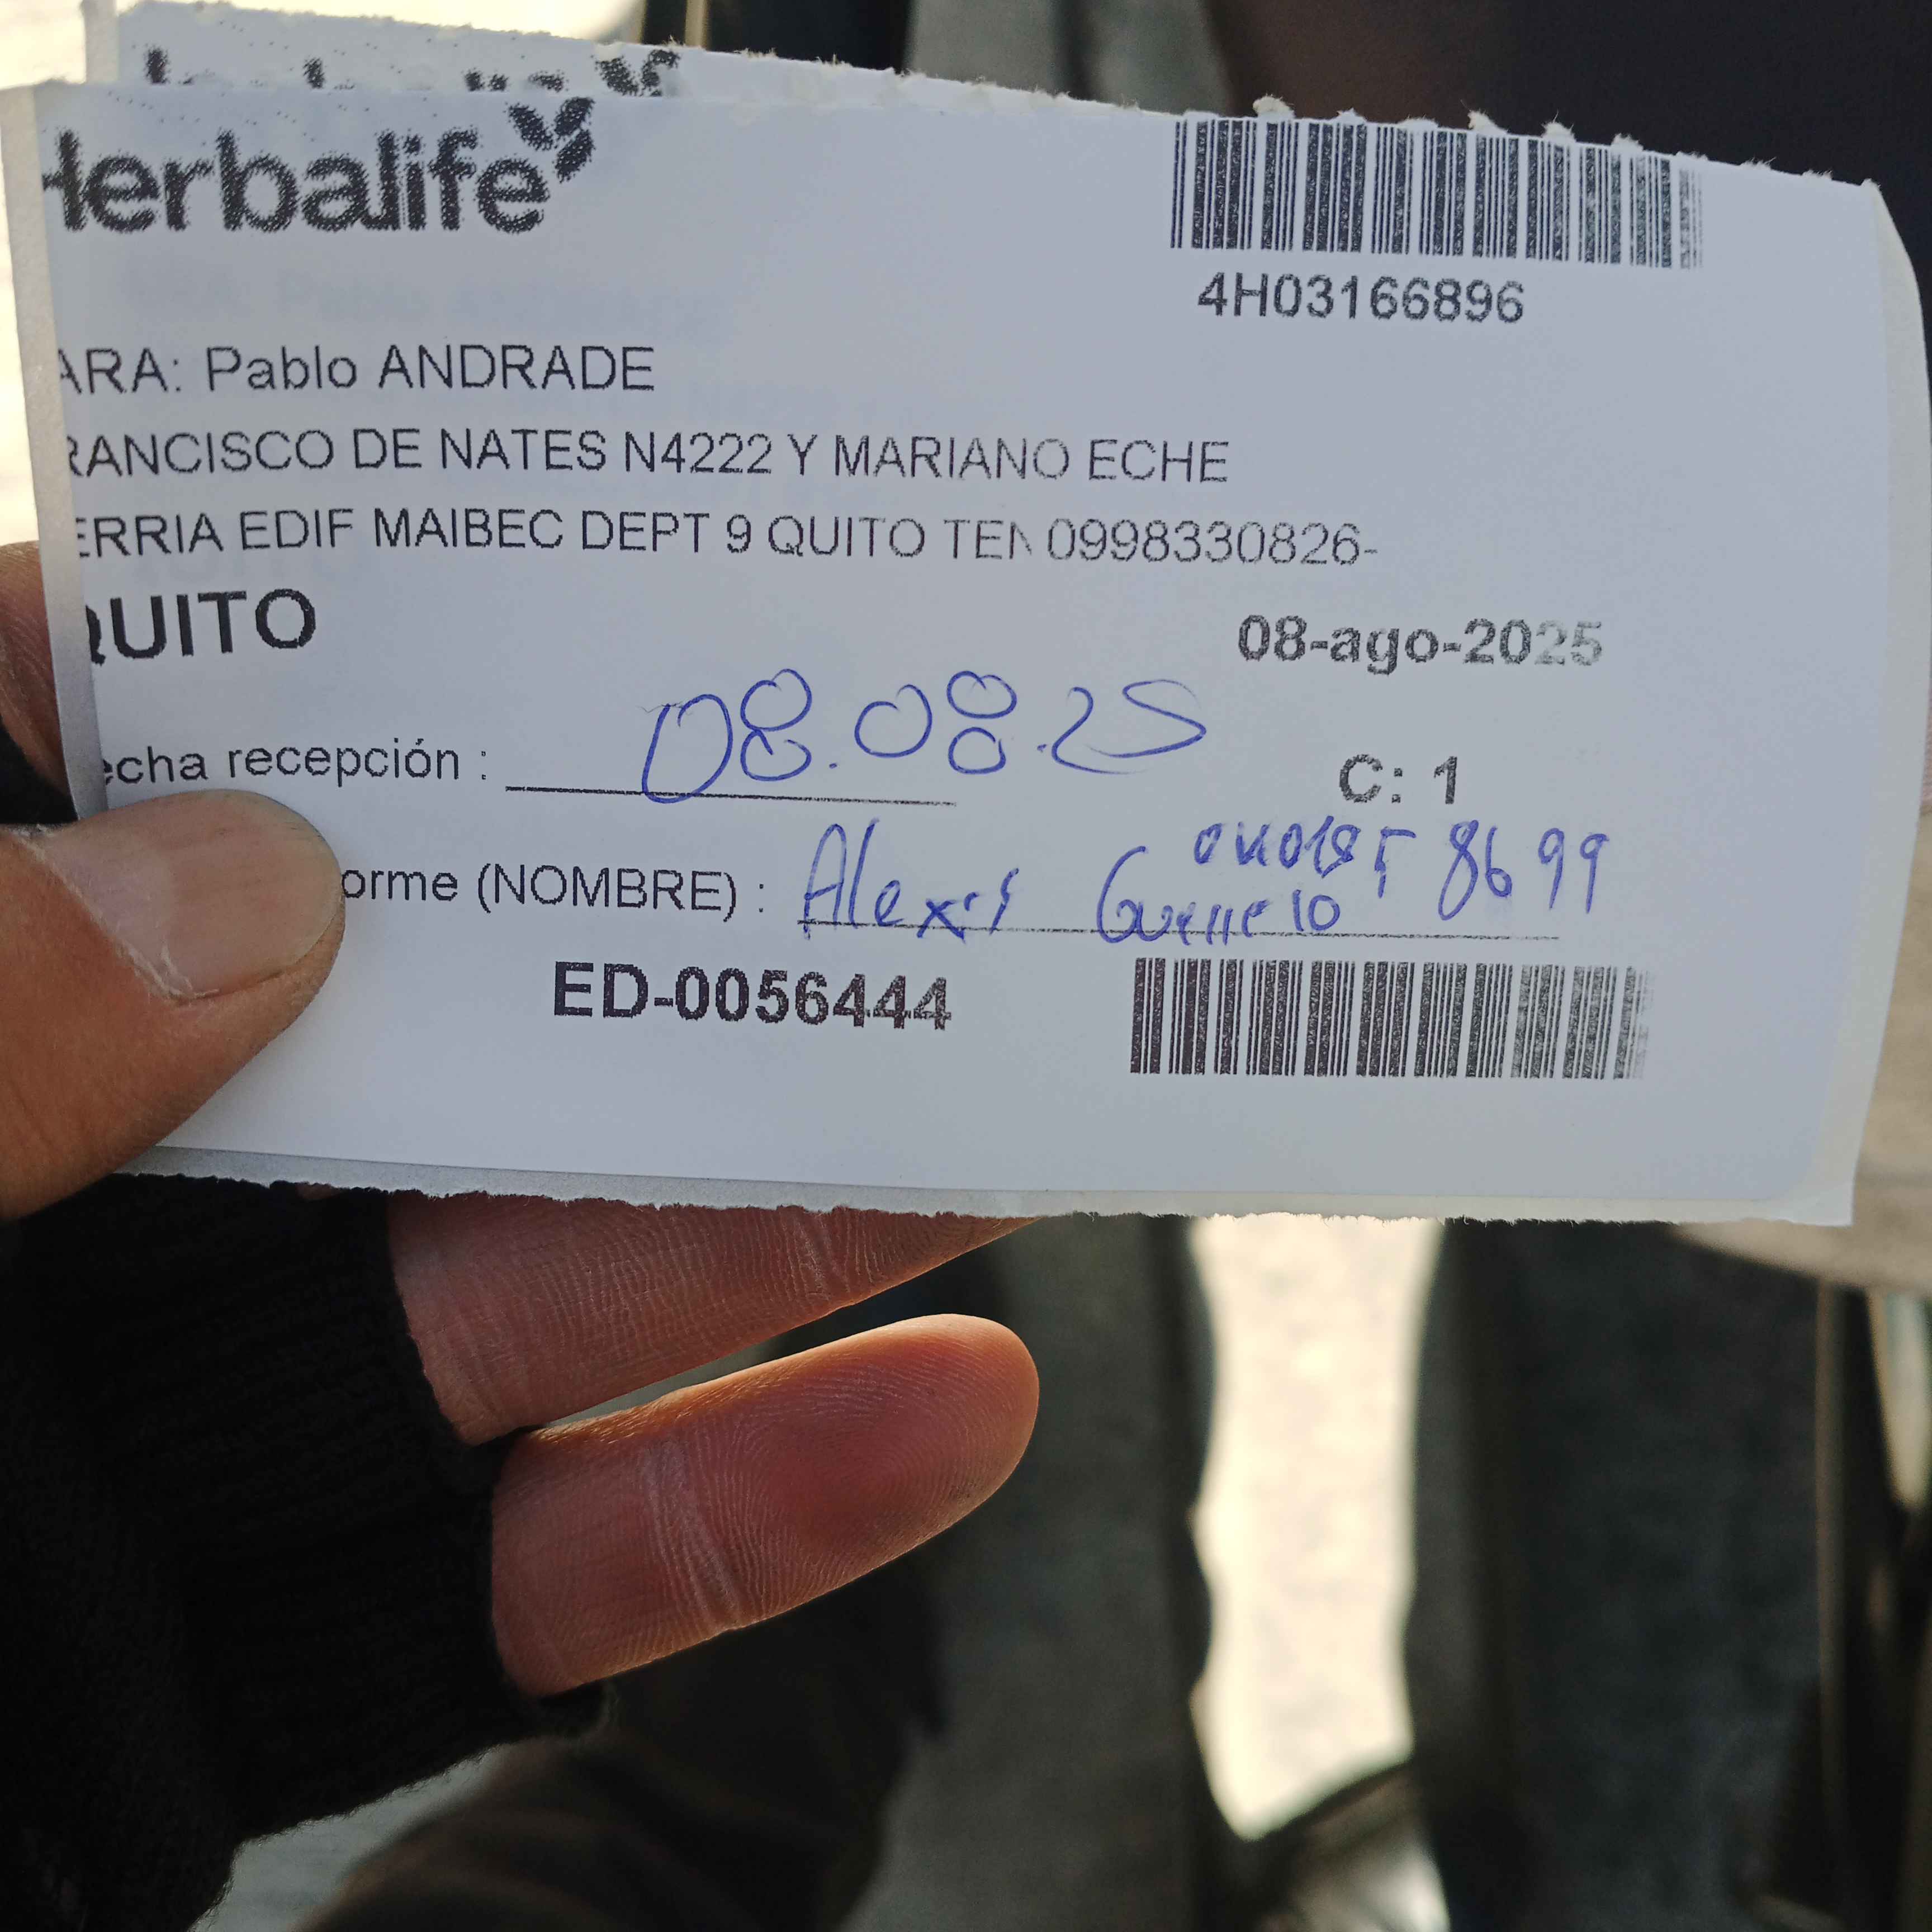 Herbalife
4H03166896
ARA: Pablo ANDRADE
RANCISCO DE NATES N4222 Y MARIANO ECHE
ERRIA EDIF MAIBEC DEPT 9 QUITO TEN 0998330826-
QUITO
08-ago-2025
echa recepción : 08.08.25
C: 1
8699
orme (NOMBRE) : Alexis Guerrero
ED-0056444